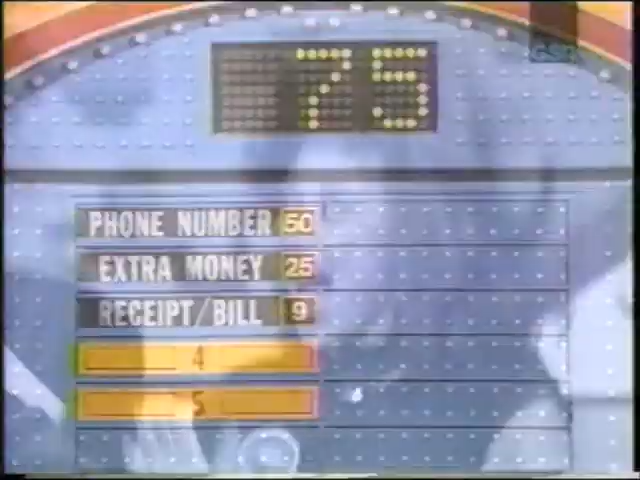 75
PHONE NUMBER 50
EXTRA MONEY 25
RECEIPT/BILL 9
4
5